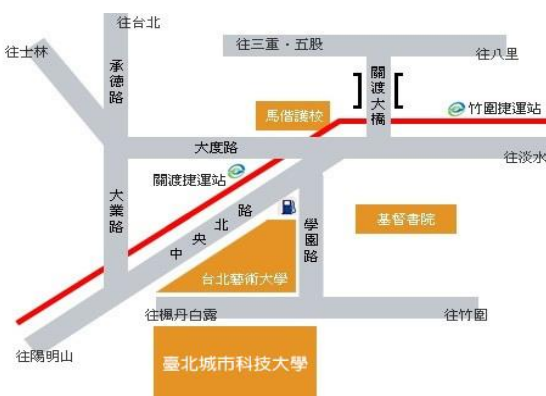 往台北
往士林
往三重・五股
往八里
承德路
關渡大橋
馬偕護校
竹圍捷運站
大度路
往淡水
關渡捷運站
大業路
中央北路
學園路
基督書院
台北藝術大學
往楓丹白露
往竹圍
往陽明山
臺北城市科技大學